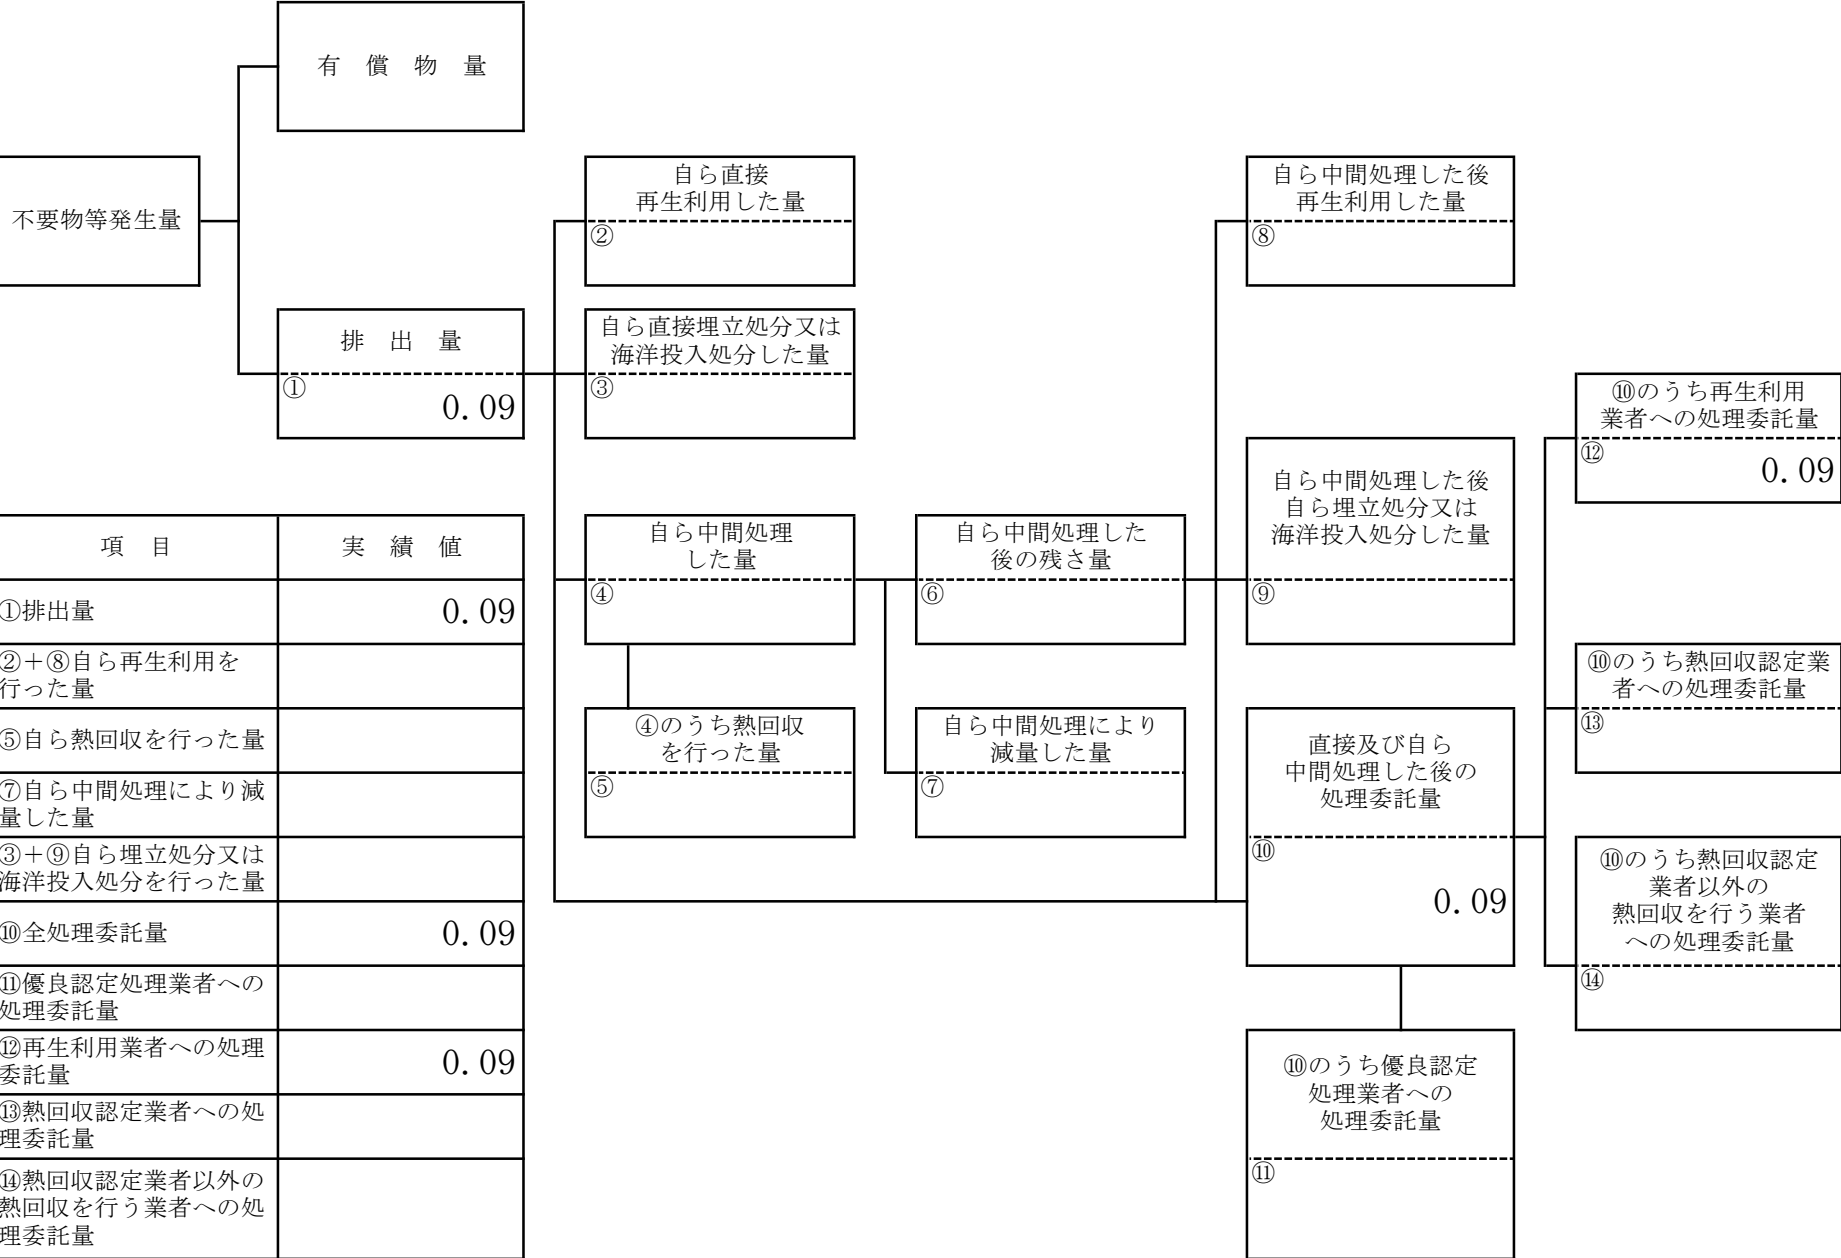 有　償　物　量
不要物等発生量
排　出　量
①
0.09
自ら直接
再生利用した量
②
自ら直接埋立処分又は
海洋投入処分した量
③
自ら中間処理
した量
④
④のうち熱回収
を行った量
⑤
自ら中間処理した
後の残さ量
⑥
自ら中間処理により
減量した量
⑦
自ら中間処理した後
再生利用した量
⑧
自ら中間処理した後
自ら埋立処分又は
海洋投入処分した量
⑨
直接及び自ら
中間処理した後の
処理委託量
⑩
0.09
⑩のうち優良認定
処理業者への
処理委託量
⑪
⑩のうち再生利用
業者への処理委託量
⑫
0.09
⑩のうち熱回収認定業
者への処理委託量
⑬
⑩のうち熱回収認定
業者以外の
熱回収を行う業者
への処理委託量
⑭
項　目　実　績　値
①排出量　0.09
②＋⑧自ら再生利用を
行った量
⑤自ら熱回収を行った量
⑦自ら中間処理により減
量した量
③＋⑨自ら埋立処分又は
海洋投入処分を行った量
⑩全処理委託量　0.09
⑪優良認定処理業者への
処理委託量
⑫再生利用業者への処理
委託量　0.09
⑬熱回収認定業者への処
理委託量
⑭熱回収認定業者以外の
熱回収を行う業者への処
理委託量